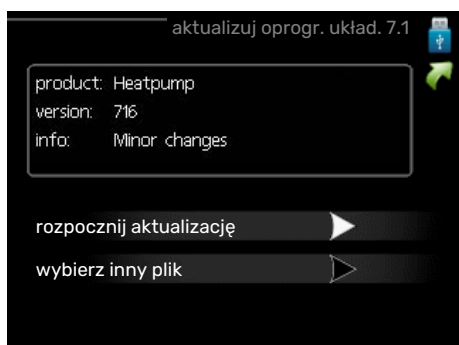 aktualizuj oprogr. układ. 7.1
product: Heatpump
version: 716
info: Minor changes
rozpocznij aktualizację
wybierz inny plik